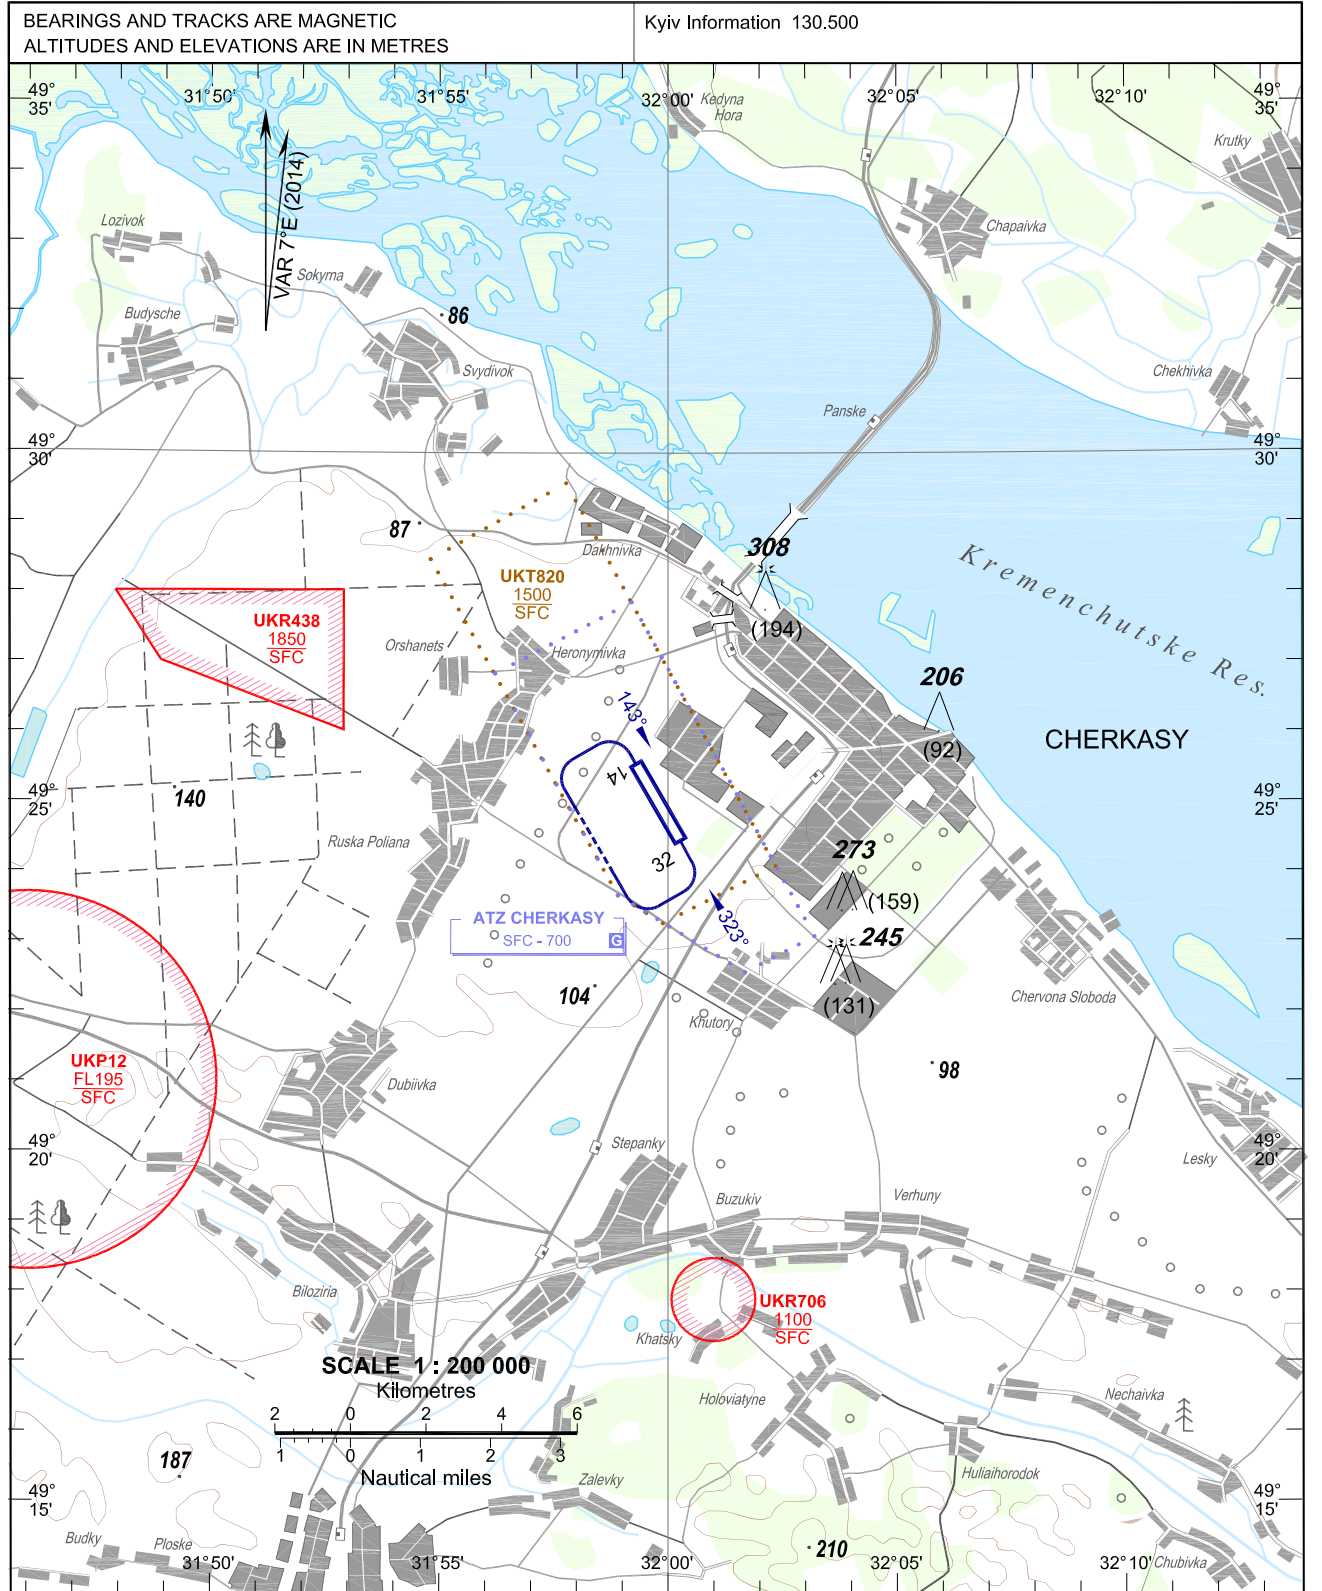 BEARINGS AND TRACKS ARE MAGNETIC
ALTITUDES AND ELEVATIONS ARE IN METRES
Kyiv Information 130.500
49°
35'
31°50'
31°55'
32°00'
32°05'
32°10'
49°
35'
Kedyna
Hora
Krutky
VAR 7°E (2014)
Lozivok
Chapaivka
Sokyrna
Budysche
86
Svydivok
Chekhivka
Panske
49°
30'
49°
30'
87
Dakhnivka
308
(194)
UKT820
1500
SFC
Kremenchutske Res.
UKR438
1850
SFC
Orshanets
Heronymivka
206
(92)
CHERKASY
143°
14
140
49°
25'
49°
25'
Ruska Poliana
32
273
(159)
ATZ CHERKASY
SFC - 700
G
323°
245
(131)
104
Khutory
Chervona Sloboda
UKP12
FL195
SFC
98
Dubiivka
49°
20'
Stepanky
Lesky
49°
20'
Buzukiv
Verhuny
Biloziria
UKR706
1100
SFC
Khatsky
SCALE 1 : 200 000
Kilometres
2 0 2 4 6
1 0 1 2 3
Nautical miles
Holoviatyne
Nechaivka
187
Zalevky
Huliaihorodok
49°
15'
49°
15'
Budky
Ploske
210
Chubivka
31°50'
31°55'
32°00'
32°05'
32°10'